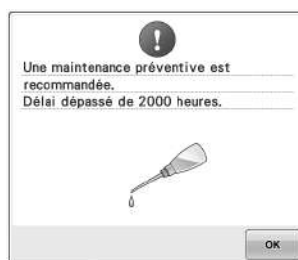 Une maintenance préventive est
recommandée.
Délai dépassé de 2000 heures.
OK